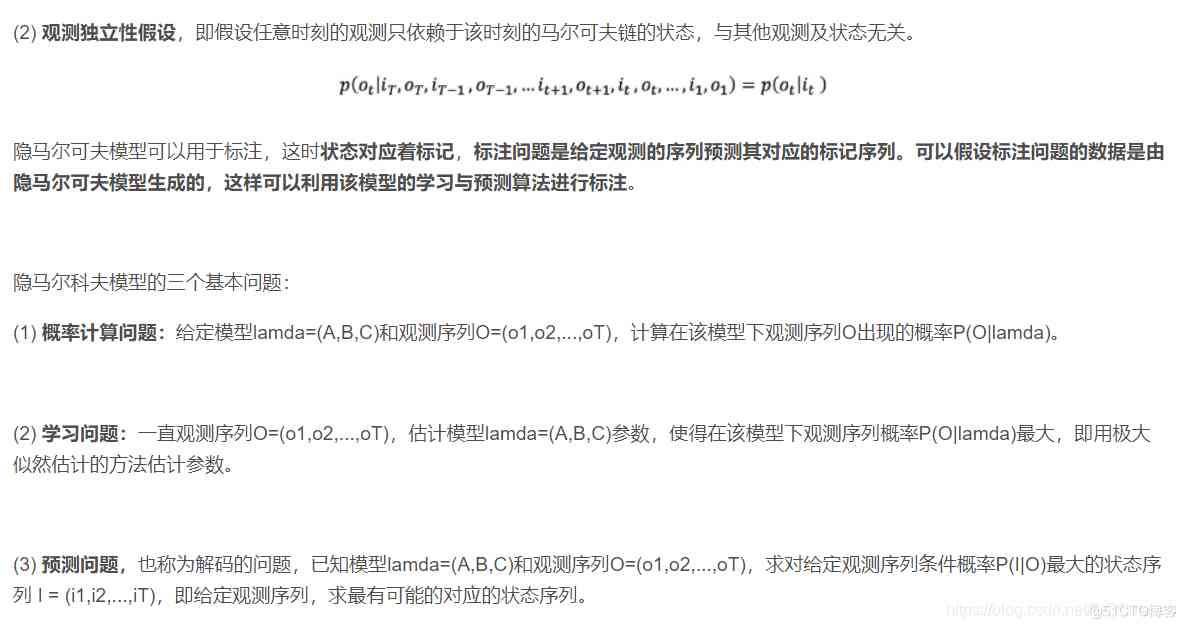 (2) 观测独立性假设，即假设任意时刻的观测只依赖于该时刻的马尔可夫链的状态，与其他观测及状态无关。
p(oₜ|i_T,o_T,i_{T−1},o_{T−1},…i_{t+1},o_{t+1},iₜ,oₜ,…,i₁,o₁) = p(oₜ|iₜ)
隐马尔可夫模型可以用于标注，这时状态对应着标记，标注问题是给定观测的序列预测其对应的标记序列。可以假设标注问题的数据是由
隐马尔可夫模型生成的，这样可以利用该模型的学习与预测算法进行标注。
隐马尔科夫模型的三个基本问题：
(1) 概率计算问题：给定模型lamda=(A,B,C)和观测序列O=(o1,o2,...,oT)，计算在该模型下观测序列O出现的概率P(O|lamda)。
(2) 学习问题：一直观测序列O=(o1,o2,...,oT)，估计模型lamda=(A,B,C)参数，使得在该模型下观测序列概率P(O|lamda)最大，即用极大
似然估计的方法估计参数。
(3) 预测问题，也称为解码的问题，已知模型lamda=(A,B,C)和观测序列O=(o1,o2,...,oT)，求对给定观测序列条件概率P(I|O)最大的状态序
列 I = (i1,i2,...,iT)，即给定观测序列，求最有可能的对应的状态序列。
https://blog.csdn.net @51CTO博客